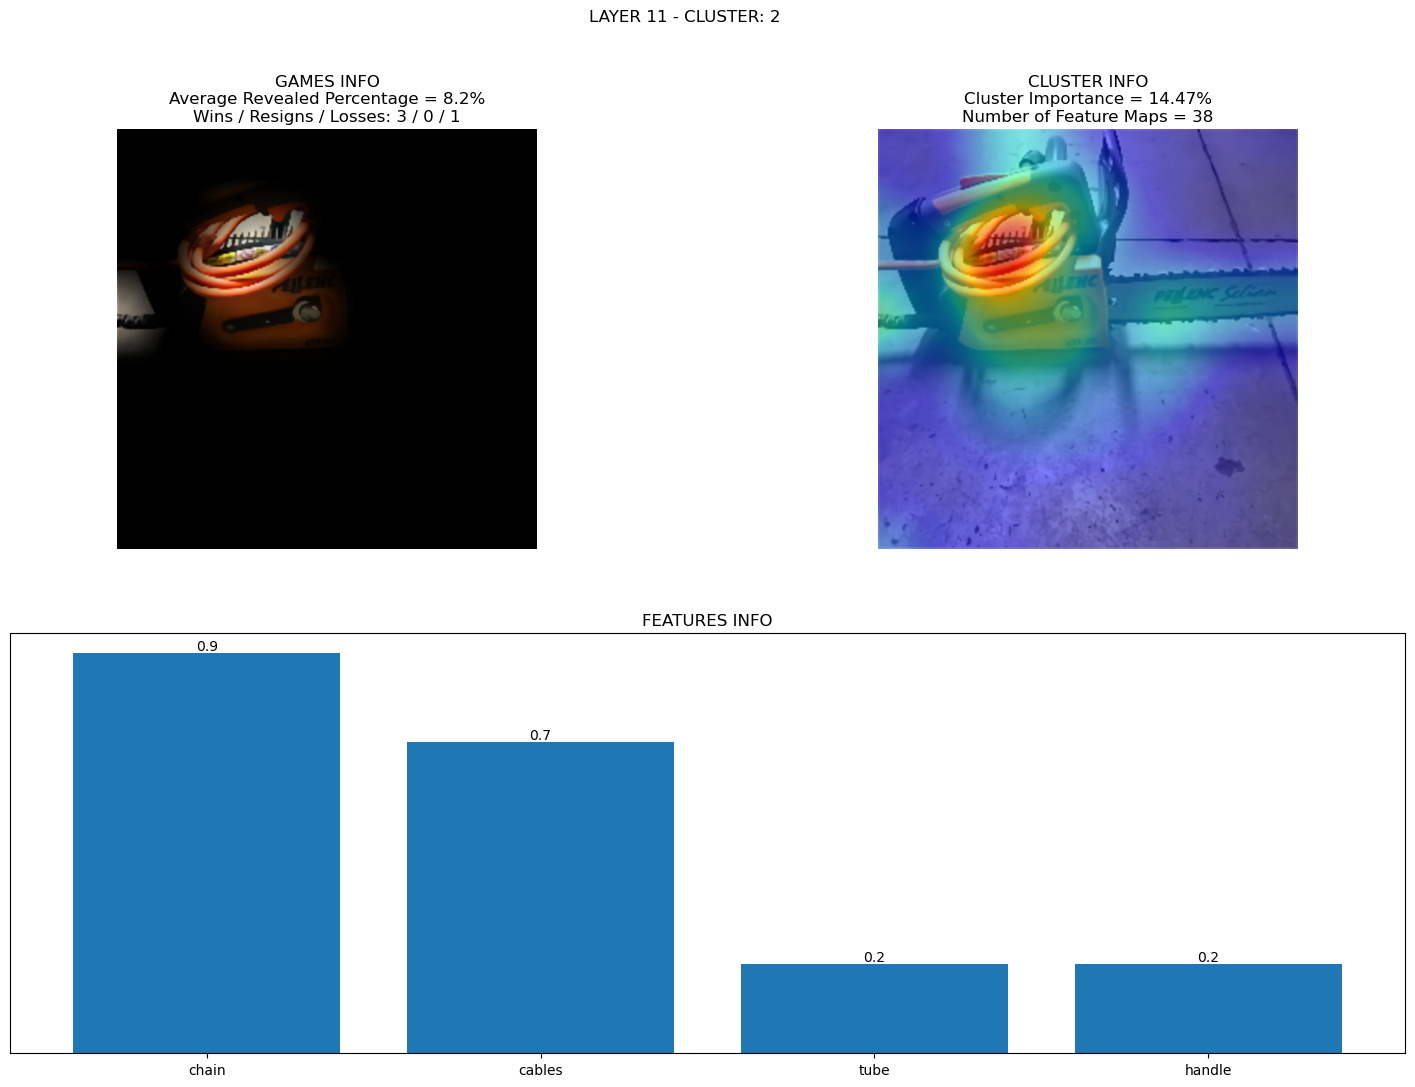 LAYER 11 - CLUSTER: 2
GAMES INFO
Average Revealed Percentage = 8.2%
Wins / Resigns / Losses: 3 / 0 / 1
CLUSTER INFO
Cluster Importance = 14.47%
Number of Feature Maps = 38
PELLENC
PELLENC
PELLENC Selion
FEATURES INFO
0.9
0.7
0.2
0.2
chain
cables
tube
handle